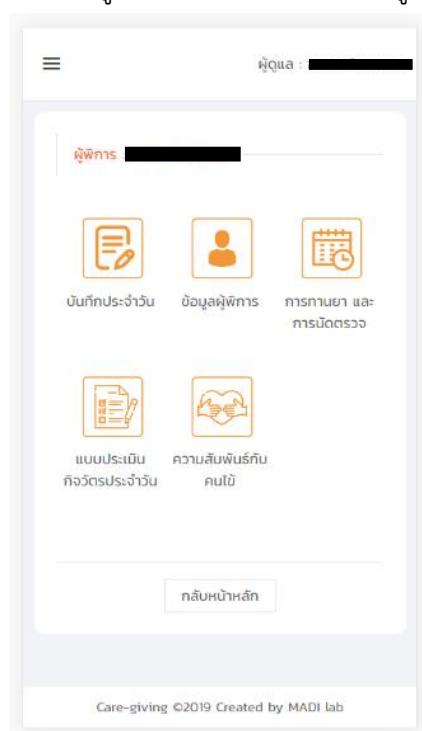 ผู้ดูแล :
ผู้พิการ
บันทึกประจำวัน
ข้อมูลผู้พิการ
การทานยา และ
การนัดตรวจ
แบบประเมิน
กิจวัตรประจำวัน
ความสัมพันธ์กับ
คนไข้
กลับหน้าหลัก
Care-giving ©2019 Created by MADI lab